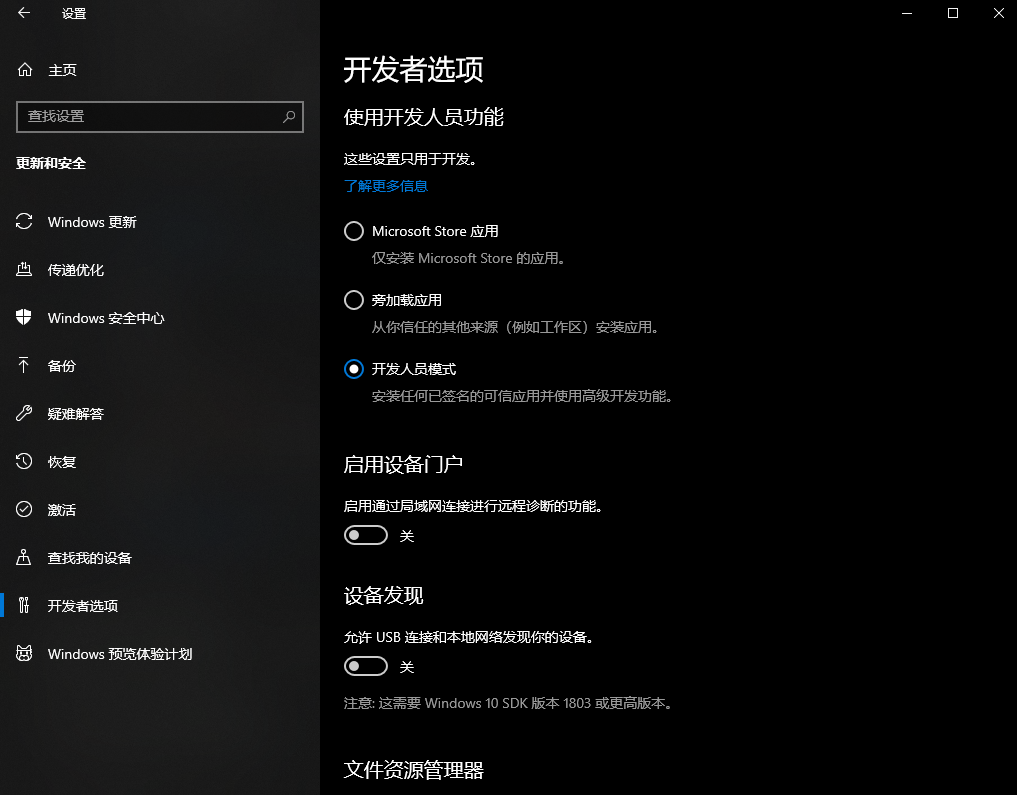 设置
主页
查找设置
更新和安全
Windows 更新
传递优化
Windows 安全中心
备份
疑难解答
恢复
激活
查找我的设备
开发者选项
Windows 预览体验计划
开发者选项
使用开发人员功能
这些设置只用于开发。
了解更多信息
Microsoft Store 应用
仅安装 Microsoft Store 的应用。
旁加载应用
从你信任的其他来源（例如工作区）安装应用。
开发人员模式
安装任何已签名的可信应用并使用高级开发功能。
启用设备门户
启用通过局域网连接进行远程诊断的功能。
关
设备发现
允许 USB 连接和本地网络发现你的设备。
关
注意: 这需要 Windows 10 SDK 版本 1803 或更高版本。
文件资源管理器